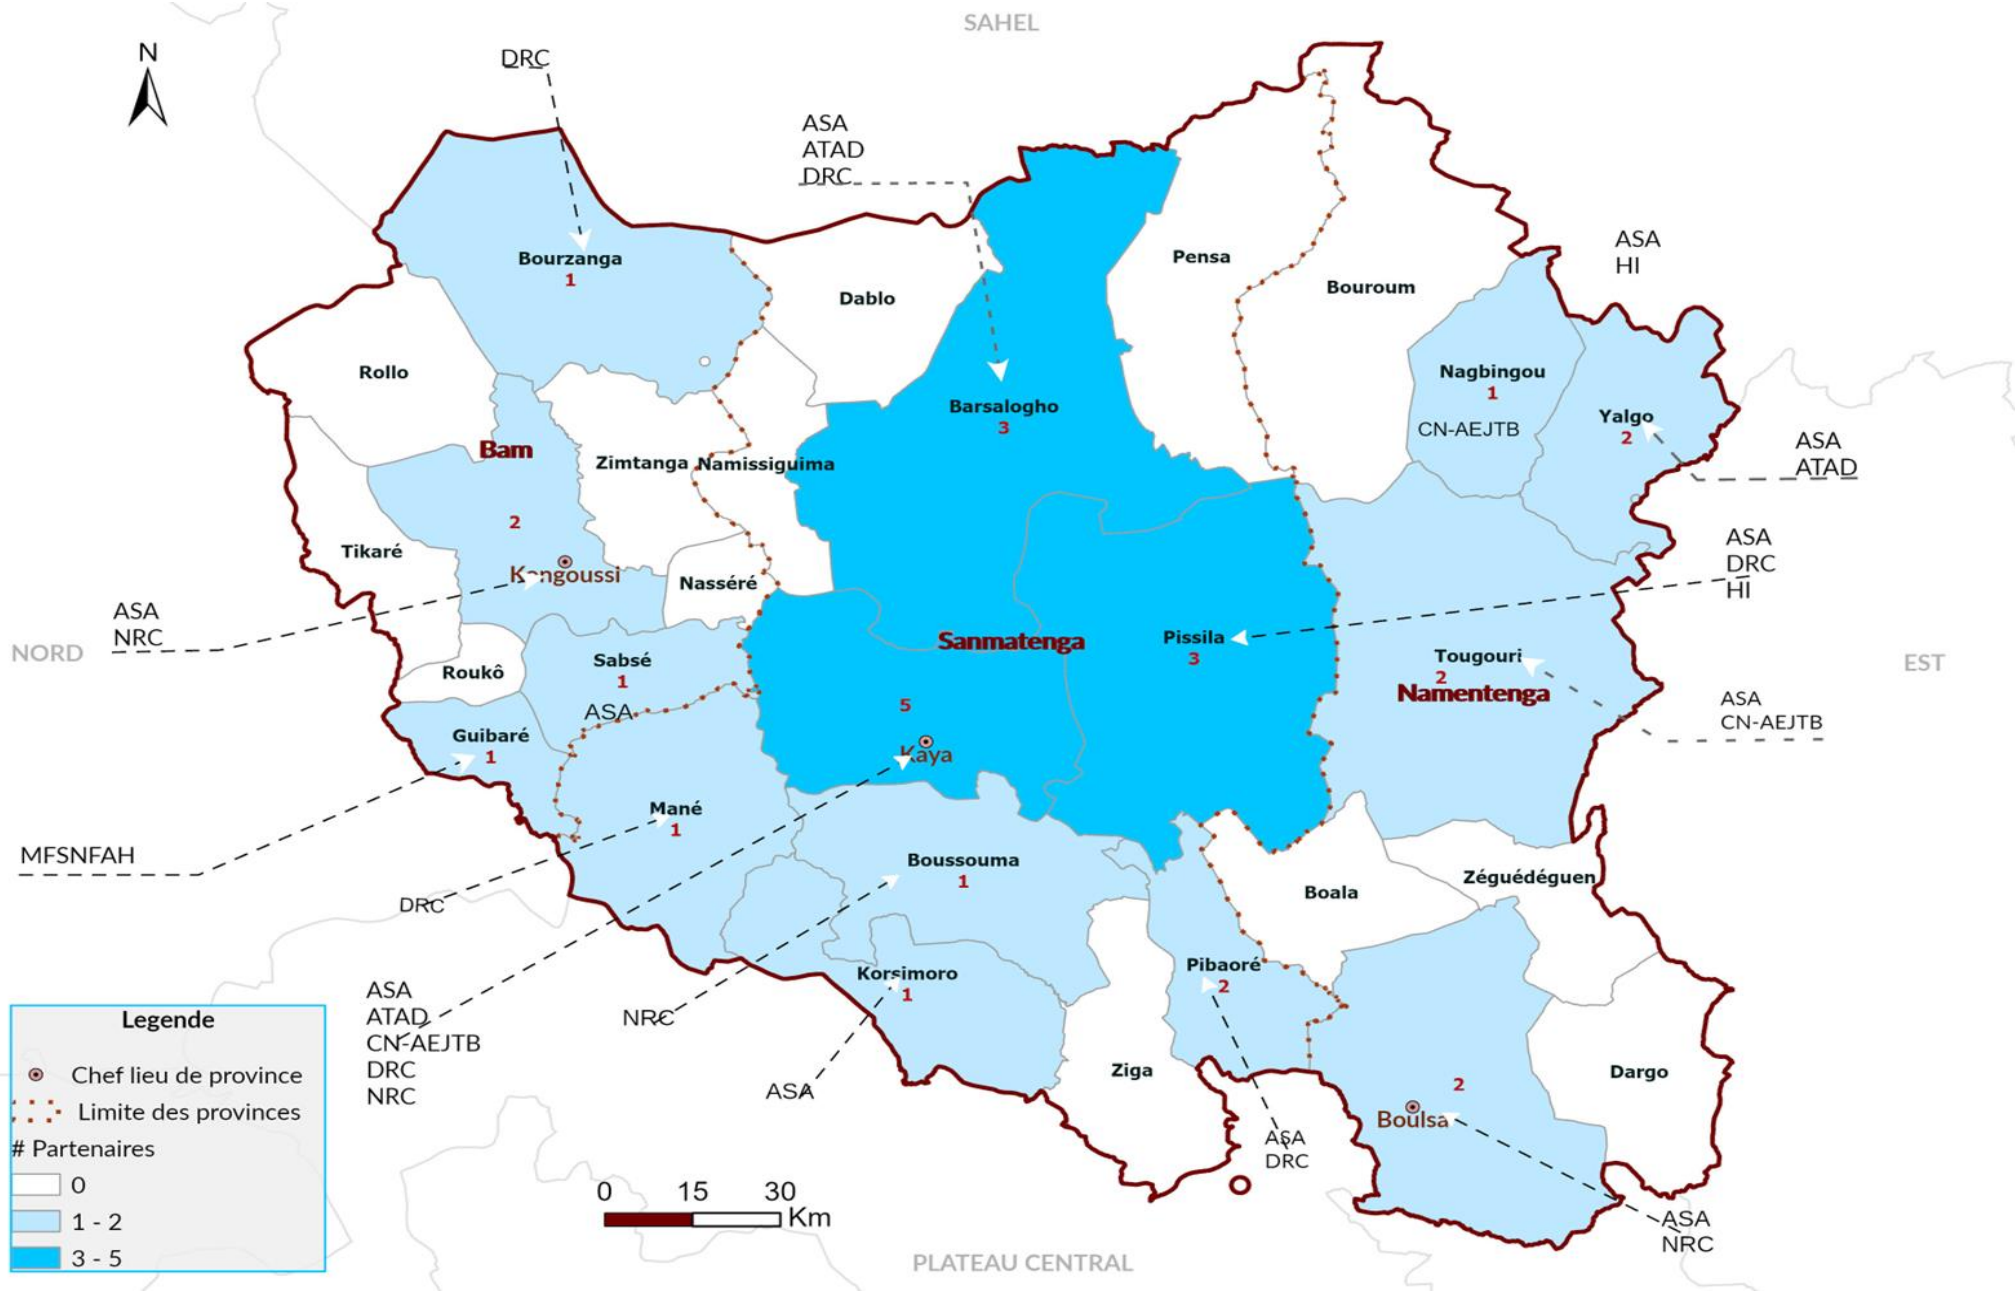 SAHEL
N
DRC
ASA
ATAD
DRC
Bourzanga
1
Dablo
Pensa
Bouroum
ASA
HI
Rollo
Barsalogho
3
Nagbingou
1
CN-AEJTB
Yalgo
2
ASA
ATAD
Bam
2
Kongoussi
Zimtanga
Namissiguima
Tikaré
Nasséré
ASA
NRC
NORD
Roukô
Sabsé
1
ASA
Sanmatenga
Pissila
3
ASA
DRC
HI
Tougouri
2
Namentenga
EST
ASA
CN-AEJTB
Guibaré
1
5
Kaya
Mané
1
MFSNFAH
DRC
Boussouma
1
Boala
Zéguédéguen
Korsimoro
1
Pibaoré
2
ASA
ATAD
CN-AEJTB
DRC
NRC
NRC
ASA
Ziga
Dargo
2
Boulsa
ASA
DRC
ASA
NRC
Legende
Chef lieu de province
Limite des provinces
# Partenaires
0
1 - 2
3 - 5
0 15 30
Km
PLATEAU CENTRAL